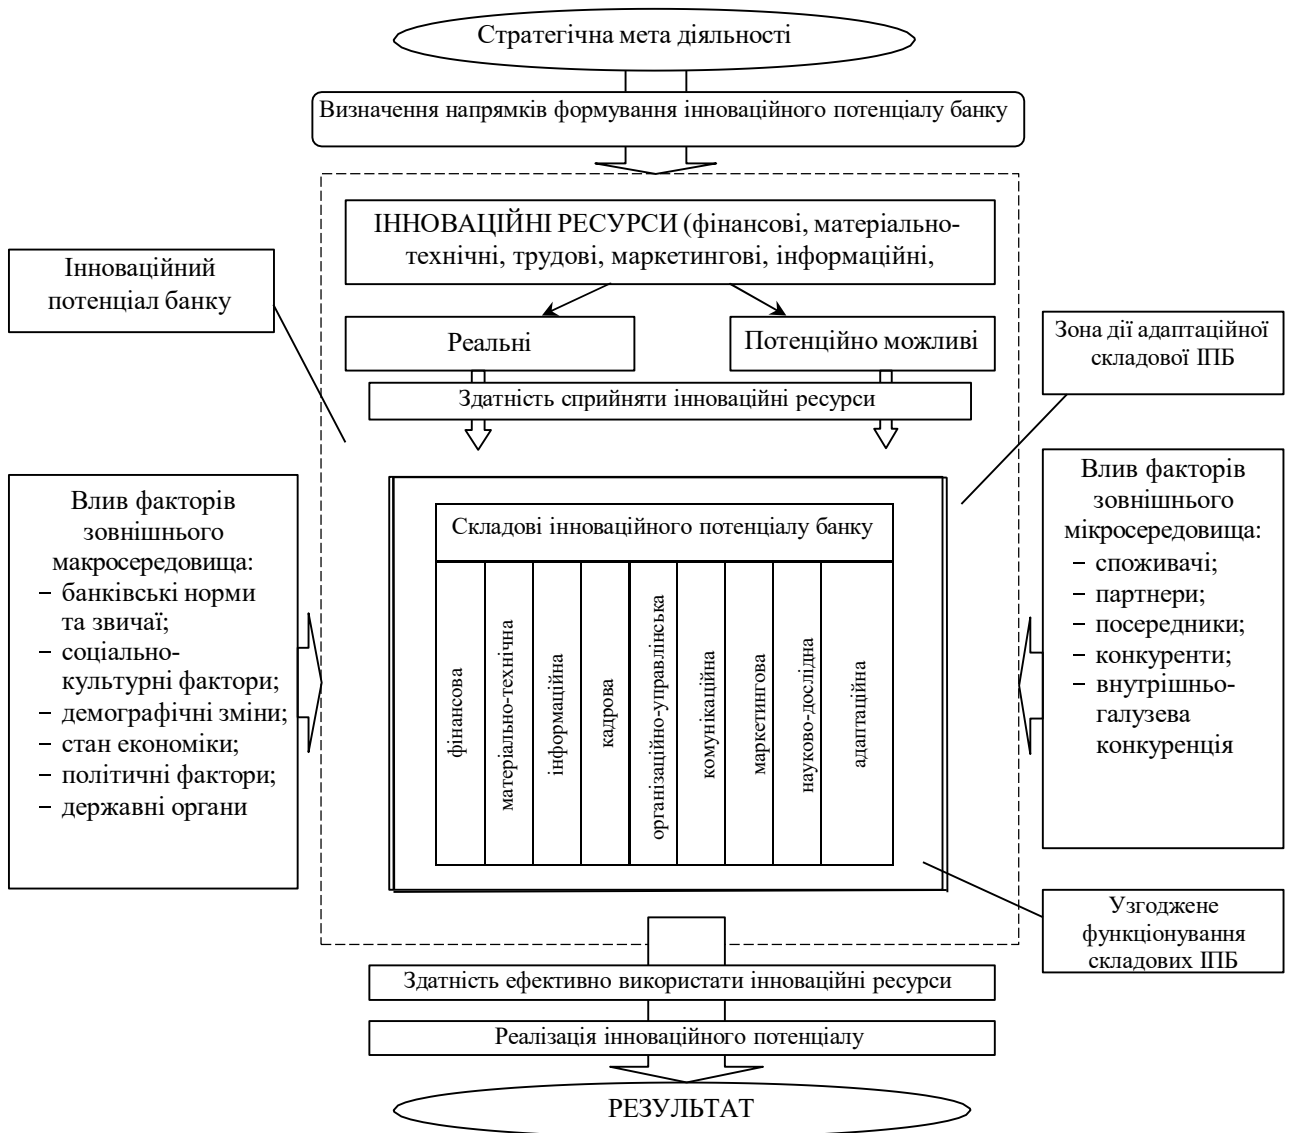 Стратегічна мета діяльності
Визначення напрямків формування інноваційного потенціалу банку
ІННОВАЦІЙНІ РЕСУРСИ (фінансові, матеріально-
технічні, трудові, маркетингові, інформаційні,
Інноваційний
потенціал банку
Реальні
Потенційно можливі
Зона дії адаптаційної
складової ІПБ
Здатність сприйняти інноваційні ресурси
Влив факторів
зовнішнього
макросередовища:
− банківські норми
та звичаї;
− соціально-
культурні фактори;
− демографічні зміни;
− стан економіки;
− політичні фактори;
− державні органи
Складові інноваційного потенціалу банку
фінансова
матеріально-технічна
інформаційна
кадрова
організаційно-управлінська
комунікаційна
маркетингова
науково-дослідна
адаптаційна
Влив факторів
зовнішнього
мікросередовища:
− споживачі;
− партнери;
− посередники;
− конкуренти;
− внутрішньо-
галузева
конкуренція
Узгоджене
функціонування
складових ІПБ
Здатність ефективно використати інноваційні ресурси
Реалізація інноваційного потенціалу
РЕЗУЛЬТАТ